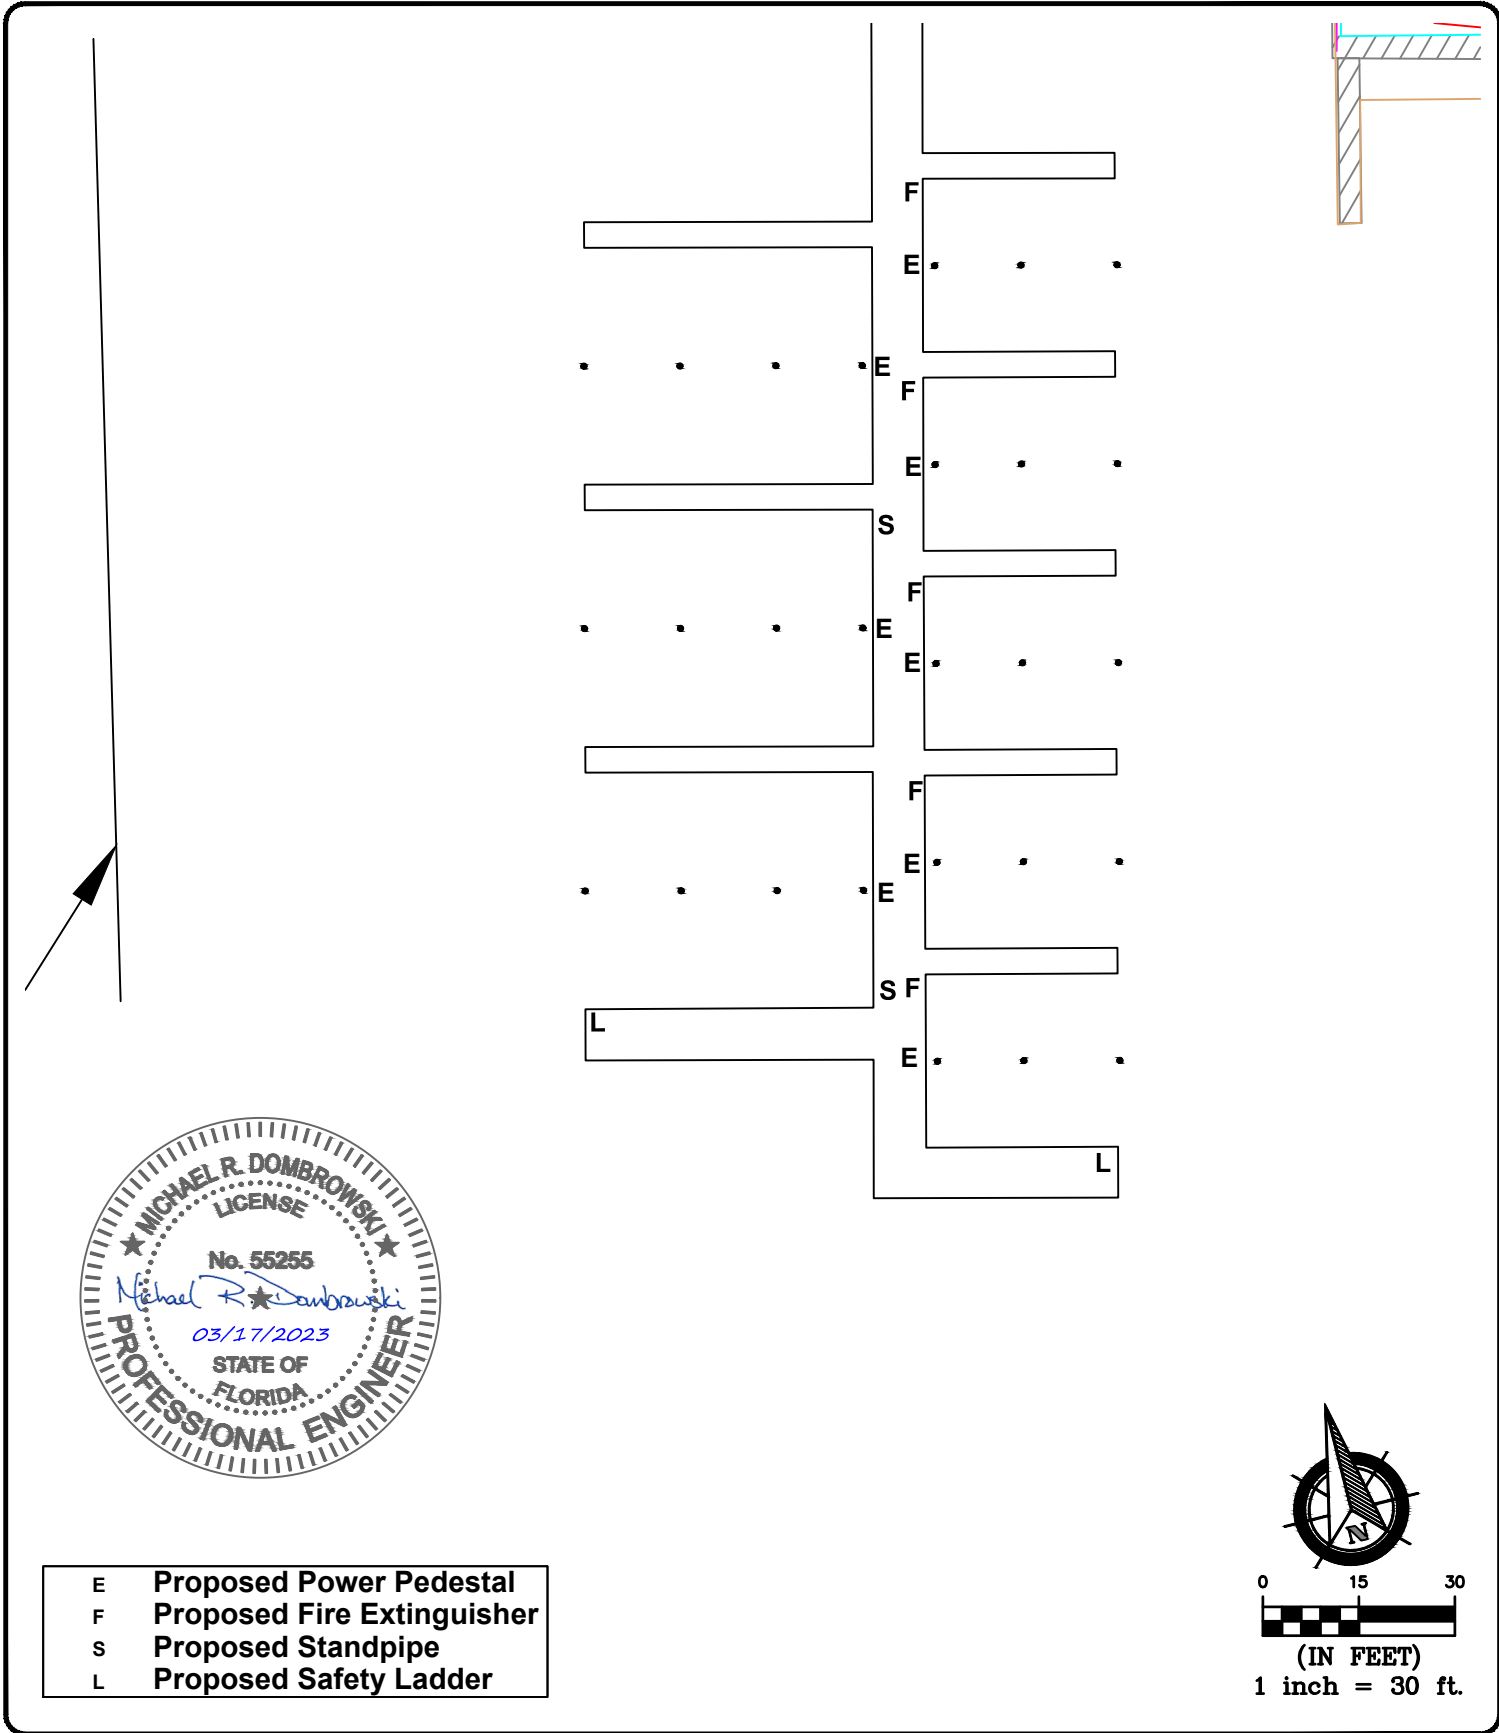 F
E
E
F
E
S
F
E
E
F
E
E
S F
L
E
L
MICHAEL R. DOMBROWSKI
LICENSE
No. 55255
Michael R. Dombrowski
03/17/2023
STATE OF
FLORIDA
PROFESSIONAL ENGINEER
N
0 15 30
(IN FEET)
1 inch = 30 ft.
E Proposed Power Pedestal
F Proposed Fire Extinguisher
S Proposed Standpipe
L Proposed Safety Ladder